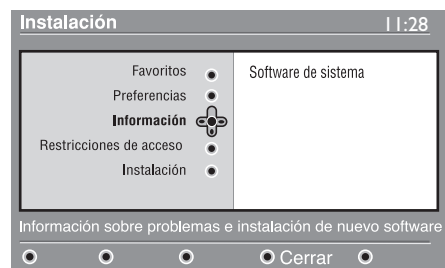 Instalación 11:28
Favoritos
Preferencias
Información
Restricciones de acceso
Instalación
Software de sistema
Información sobre problemas e instalación de nuevo software
Cerrar